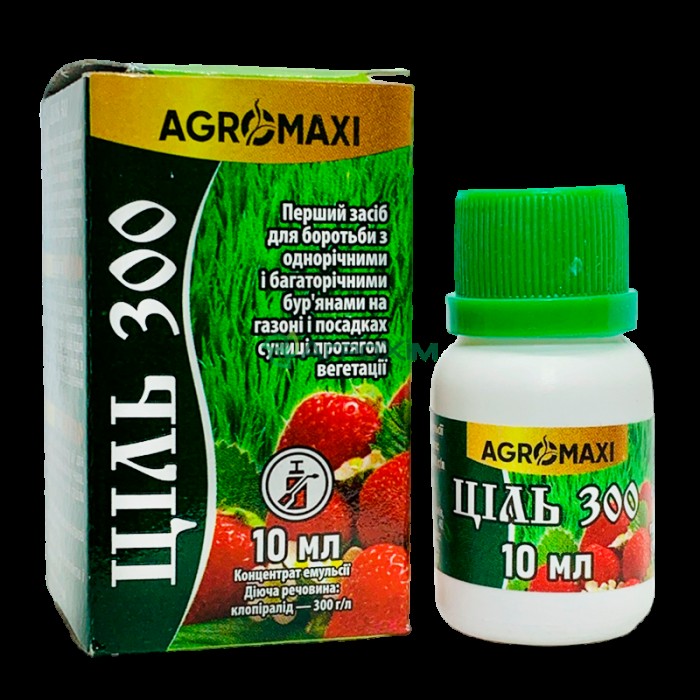 AGROMAXI
ЦІЛЬ 300
Перший засіб
для боротьби з
однорічними
і багаторічними
бур'янами на
газоні і посадках
суниці протягом
вегетації
10 мл
Концентрат емульсії
Діюча речовина:
клопіралід — 300 г/л
AGROMAXI
ЦІЛЬ 300
10 мл